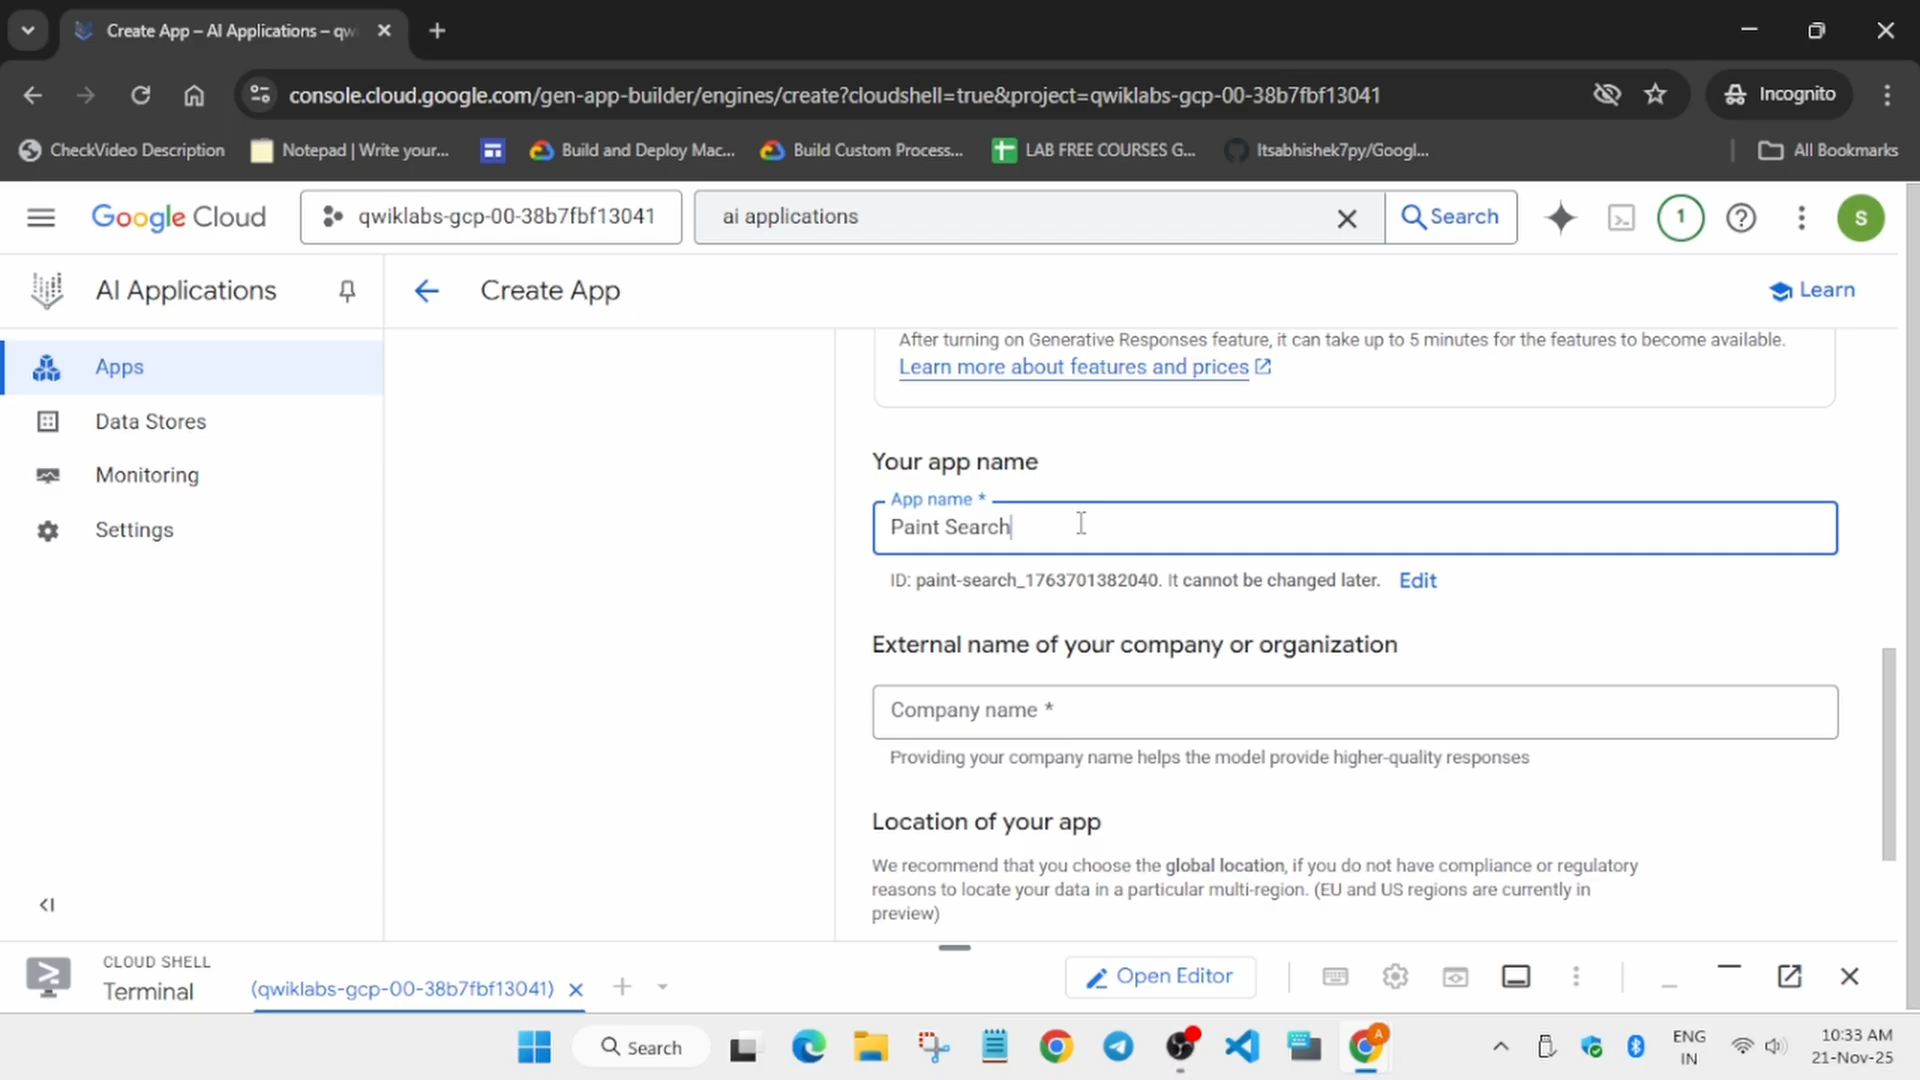 Create App – AI Applications – qw
console.cloud.google.com/gen-app-builder/engines/create?cloudshell=true&project=qwiklabs-gcp-00-38b7fbf13041
Incognito
CheckVideo Description
Notepad | Write your...
Build and Deploy Mac...
Build Custom Process...
LAB FREE COURSES G...
Itsabhishek7py/Googl...
All Bookmarks
Google Cloud
qwiklabs-gcp-00-38b7fbf13041
ai applications
Search
1
S
AI Applications
Create App
Learn
Apps
Data Stores
Monitoring
Settings
After turning on Generative Responses feature, it can take up to 5 minutes for the features to become available.
Learn more about features and prices
Your app name
App name *
Paint Search
ID: paint-search_1763701382040. It cannot be changed later. Edit
External name of your company or organization
Company name *
Providing your company name helps the model provide higher-quality responses
Location of your app
We recommend that you choose the global location, if you do not have compliance or regulatory
reasons to locate your data in a particular multi-region. (EU and US regions are currently in
preview)
CLOUD SHELL
Terminal
(qwiklabs-gcp-00-38b7fbf13041)
Open Editor
Search
A
ENG
IN
10:33 AM
21-Nov-25